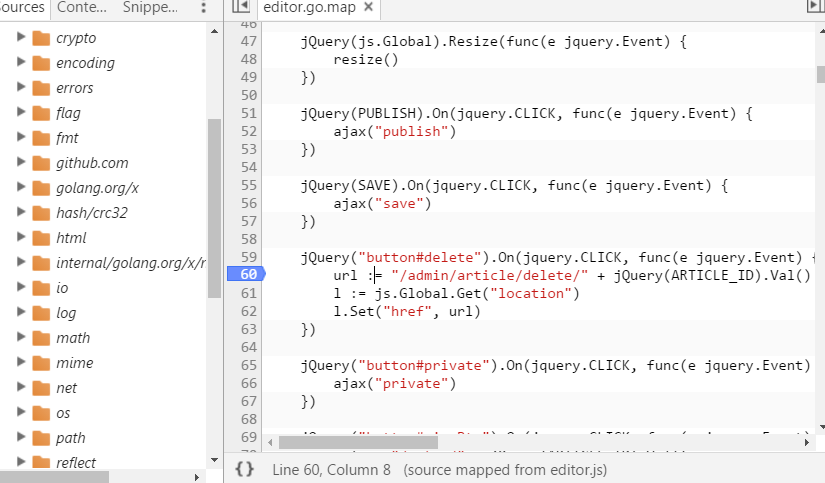 Sources Content... Snippe...
editor.go.map ×
crypto
encoding
errors
flag
fmt
github.com
golang.org/x
hash/crc32
html
internal/golang.org/x/r
io
log
math
mime
net
os
path
reflect
46
47 jQuery(js.Global).Resize(func(e jquery.Event) {
48 resize()
49 })
50
51 jQuery(PUBLISH).On(jquery.CLICK, func(e jquery.Event) {
52 ajax("publish")
53 })
54
55 jQuery(SAVE).On(jquery.CLICK, func(e jquery.Event) {
56 ajax("save")
57 })
58
59 jQuery("button#delete").On(jquery.CLICK, func(e jquery.Event) {
60 url := "/admin/article/delete/" + jQuery(ARTICLE_ID).Val()
61 l := js.Global.Get("location")
62 l.Set("href", url)
63 })
64
65 jQuery("button#private").On(jquery.CLICK, func(e jquery.Event)
66 ajax("private")
67 })
68
69
{} Line 60, Column 8 (source mapped from editor.js)